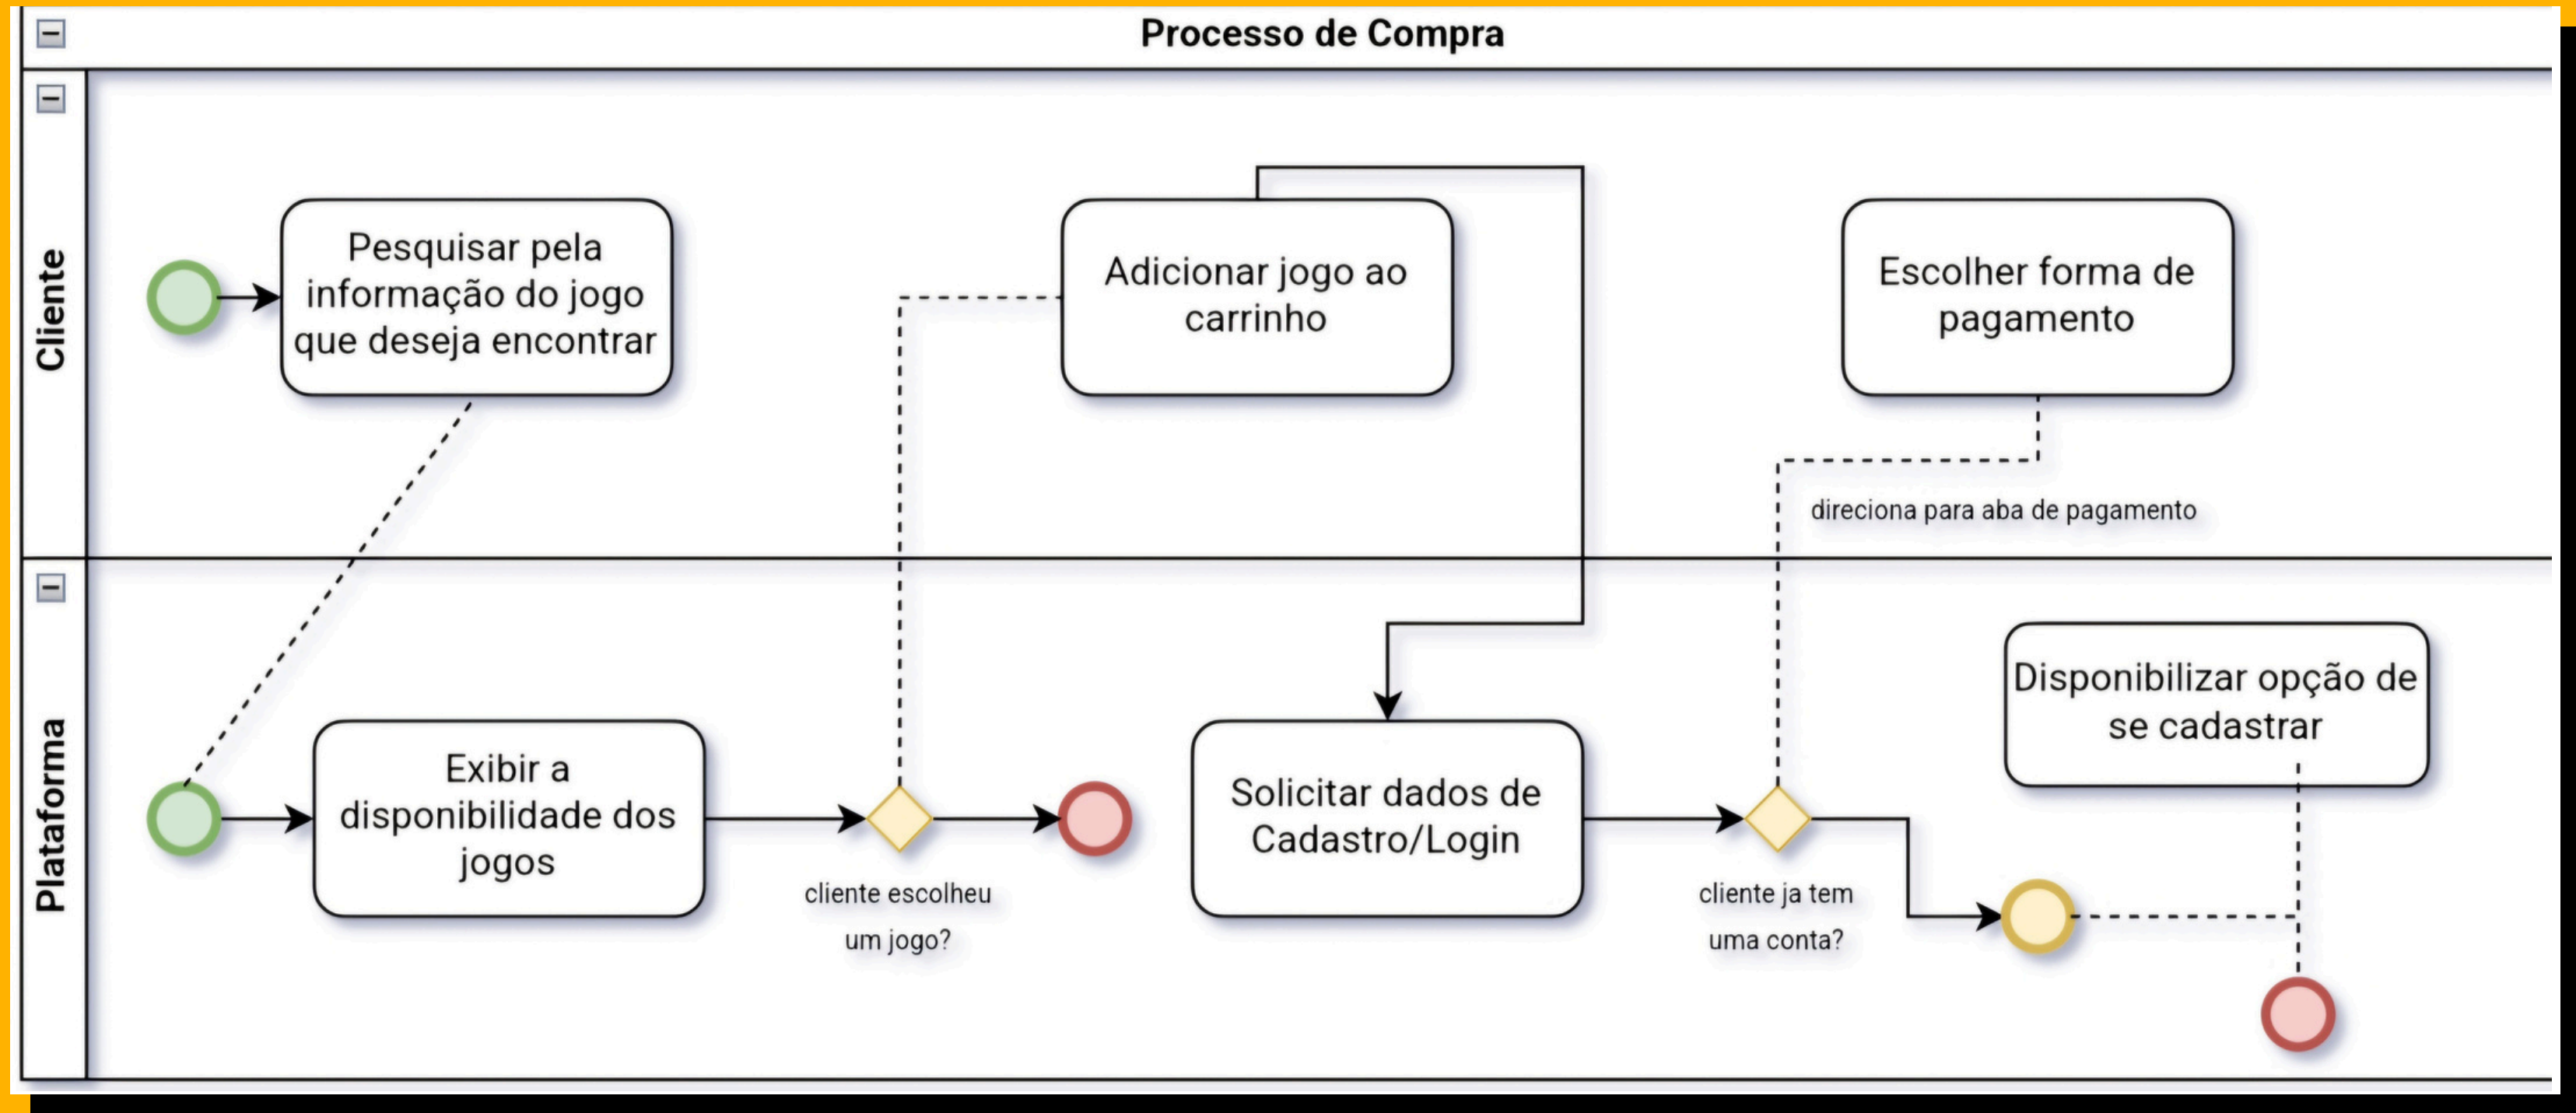 Processo de Compra
Cliente
Pesquisar pela
informação do jogo
que deseja encontrar
Adicionar jogo ao
carrinho
Escolher forma de
pagamento
direciona para aba de pagamento
Plataforma
Exibir a
disponibilidade dos
jogos
cliente escolheu
um jogo?
Solicitar dados de
Cadastro/Login
cliente ja tem
uma conta?
Disponibilizar opção de
se cadastrar